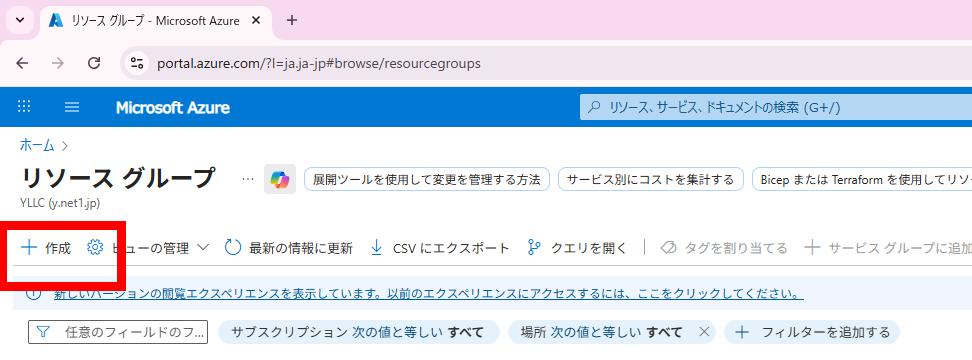 リソース グループ - Microsoft Azure
portal.azure.com/?l=ja.ja-jp#browse/resourcegroups
Microsoft Azure
リソース、サービス、ドキュメントの検索 (G+/)
ホーム
リソース グループ
展開ツールを使用して変更を管理する方法
サービス別にコストを集計する
Bicep または Terraform を使用してリソ
YLLC (y.net1.jp)
作成
ビューの管理
最新の情報に更新
CSV にエクスポート
クエリを開く
タグを割り当てる
サービス グループに追加
新しいバージョンの閲覧エクスペリエンスを表示しています。以前のエクスペリエンスにアクセスするには、ここをクリックしてください。
任意のフィールドのフ...
サブスクリプション 次の値と等しい すべて
場所 次の値と等しい すべて
フィルターを追加する